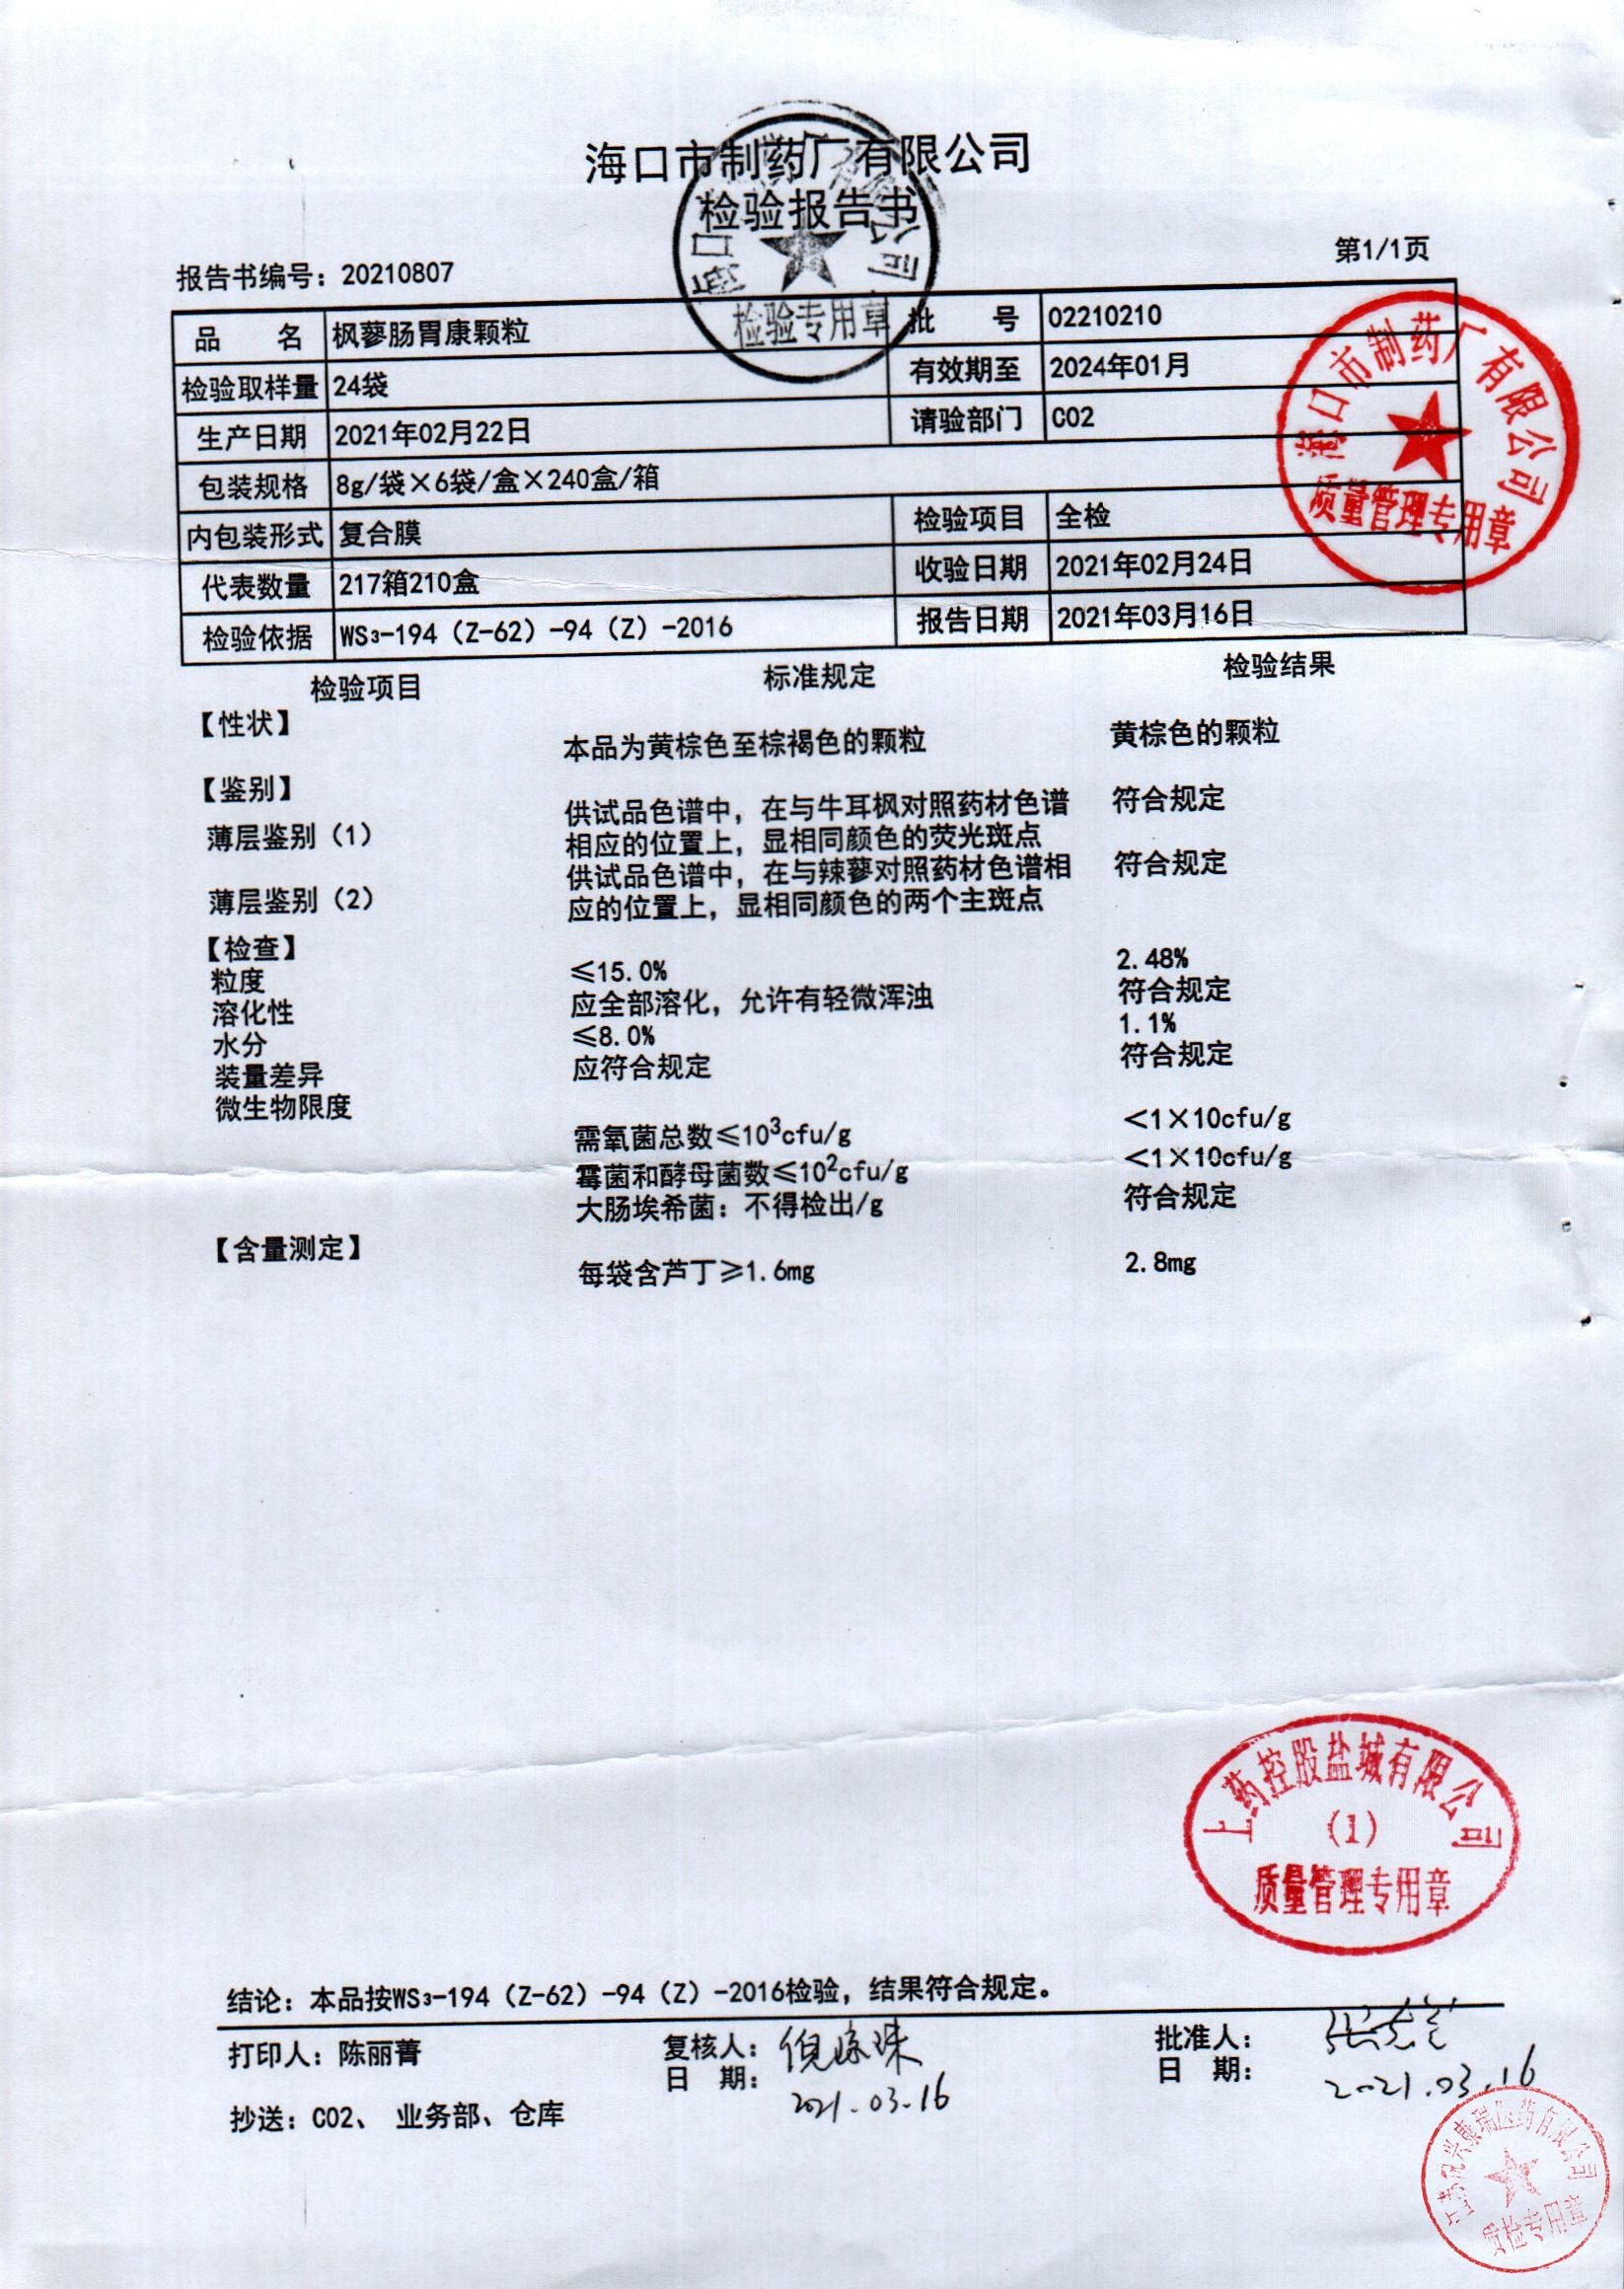 海口市制药厂有限公司
检验报告书
检验专用章
第1/1页
报告书编号：20210807
品 名 枫蓼肠胃康颗粒 批 号 02210210
检验取样量 24袋 有效期至 2024年01月
生产日期 2021年02月22日 请验部门 C02
包装规格 8g/袋×6袋/盒×240盒/箱
内包装形式 复合膜 检验项目 全检
代表数量 217箱210盒 收验日期 2021年02月24日
检验依据 WS₃-194（Z-62）-94（Z）-2016 报告日期 2021年03月16日
海口市制药厂有限公司
质量管理专用章
检验项目 标准规定 检验结果
【性状】
本品为黄棕色至棕褐色的颗粒 黄棕色的颗粒
【鉴别】
薄层鉴别（1） 供试品色谱中，在与牛耳枫对照药材色谱 符合规定
相应的位置上，显相同颜色的荧光斑点
薄层鉴别（2） 供试品色谱中，在与辣蓼对照药材色谱相 符合规定
应的位置上，显相同颜色的两个主斑点
【检查】
粒度 ≤15.0% 2.48%
溶化性 应全部溶化，允许有轻微浑浊 符合规定
水分 ≤8.0% 1.1%
装量差异 应符合规定 符合规定
微生物限度
需氧菌总数≤10³cfu/g <1×10cfu/g
霉菌和酵母菌数≤10²cfu/g <1×10cfu/g
大肠埃希菌：不得检出/g 符合规定
【含量测定】
每袋含芦丁≥1.6mg 2.8mg
上药控股盐城有限公司
（1）
质量管理专用章
结论：本品按WS₃-194（Z-62）-94（Z）-2016检验，结果符合规定。
打印人：陈丽菁 复核人： 批准人：
日 期：2021.03.16 日 期：2021.03.16
抄送：C02、 业务部、仓库
质检专用章